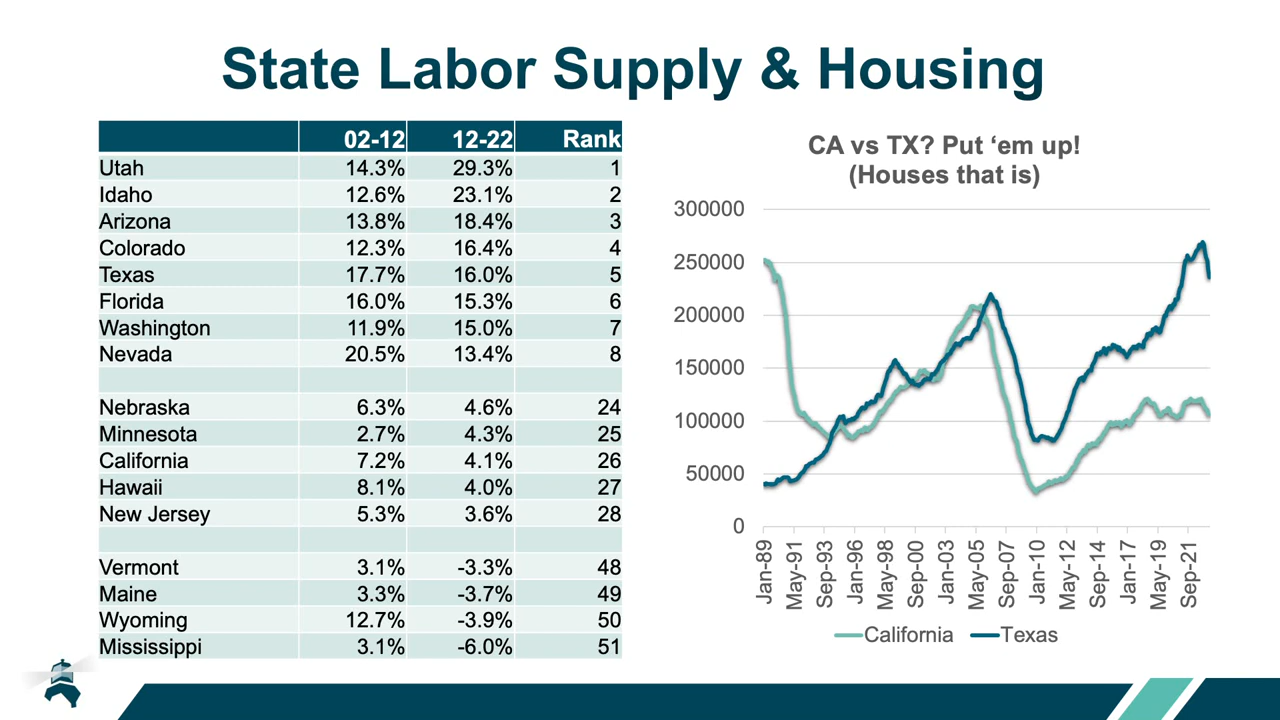 State Labor Supply & Housing
02-12 12-22 Rank
Utah 14.3% 29.3% 1
Idaho 12.6% 23.1% 2
Arizona 13.8% 18.4% 3
Colorado 12.3% 16.4% 4
Texas 17.7% 16.0% 5
Florida 16.0% 15.3% 6
Washington 11.9% 15.0% 7
Nevada 20.5% 13.4% 8
Nebraska 6.3% 4.6% 24
Minnesota 2.7% 4.3% 25
California 7.2% 4.1% 26
Hawaii 8.1% 4.0% 27
New Jersey 5.3% 3.6% 28
Vermont 3.1% -3.3% 48
Maine 3.3% -3.7% 49
Wyoming 12.7% -3.9% 50
Mississippi 3.1% -6.0% 51
CA vs TX? Put ‘em up!
(Houses that is)
300000
250000
200000
150000
100000
50000
0
Jan-89 May-91 Sep-93 Jan-96 May-98 Sep-00 Jan-03 May-05 Sep-07 Jan-10 May-12 Sep-14 Jan-17 May-19 Sep-21
California Texas